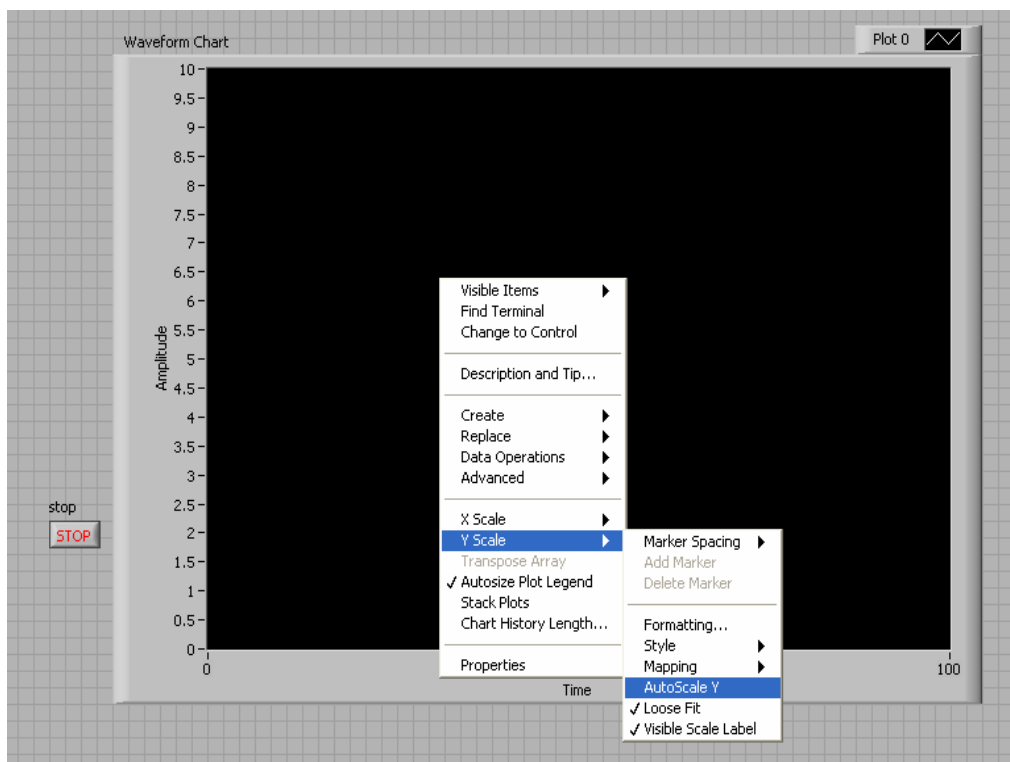 Waveform Chart
Plot 0
10
9.5
9
8.5
8
7.5
7
6.5
6
5.5
5
4.5
4
3.5
3
2.5
2
1.5
1
0.5
0
Amplitude
0
100
Time
stop
STOP
Visible Items
Find Terminal
Change to Control
Description and Tip...
Create
Replace
Data Operations
Advanced
X Scale
Y Scale
Transpose Array
Autosize Plot Legend
Stack Plots
Chart History Length...
Properties
Marker Spacing
Add Marker
Delete Marker
Formatting...
Style
Mapping
AutoScale Y
Loose Fit
Visible Scale Label